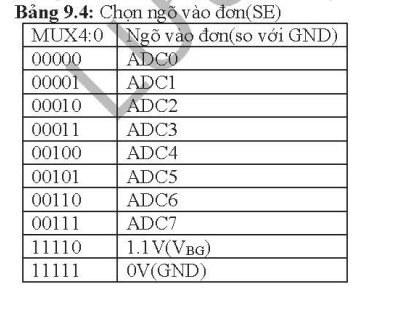 Bảng 9.4: Chọn ngõ vào đơn(SE)
MUX4:0 Ngõ vào đơn(so với GND)
00000 ADC0
00001 ADC1
00010 ADC2
00011 ADC3
00100 ADC4
00101 ADC5
00110 ADC6
00111 ADC7
11110 1.1V(VBG)
11111 0V(GND)